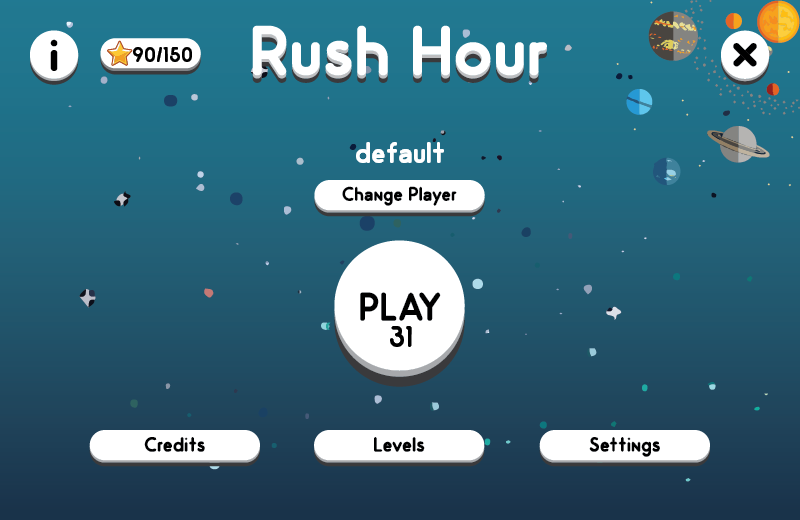 i
90/150
Rush Hour
X
default
Change Player
PLAY
31
Credits
Levels
Settings